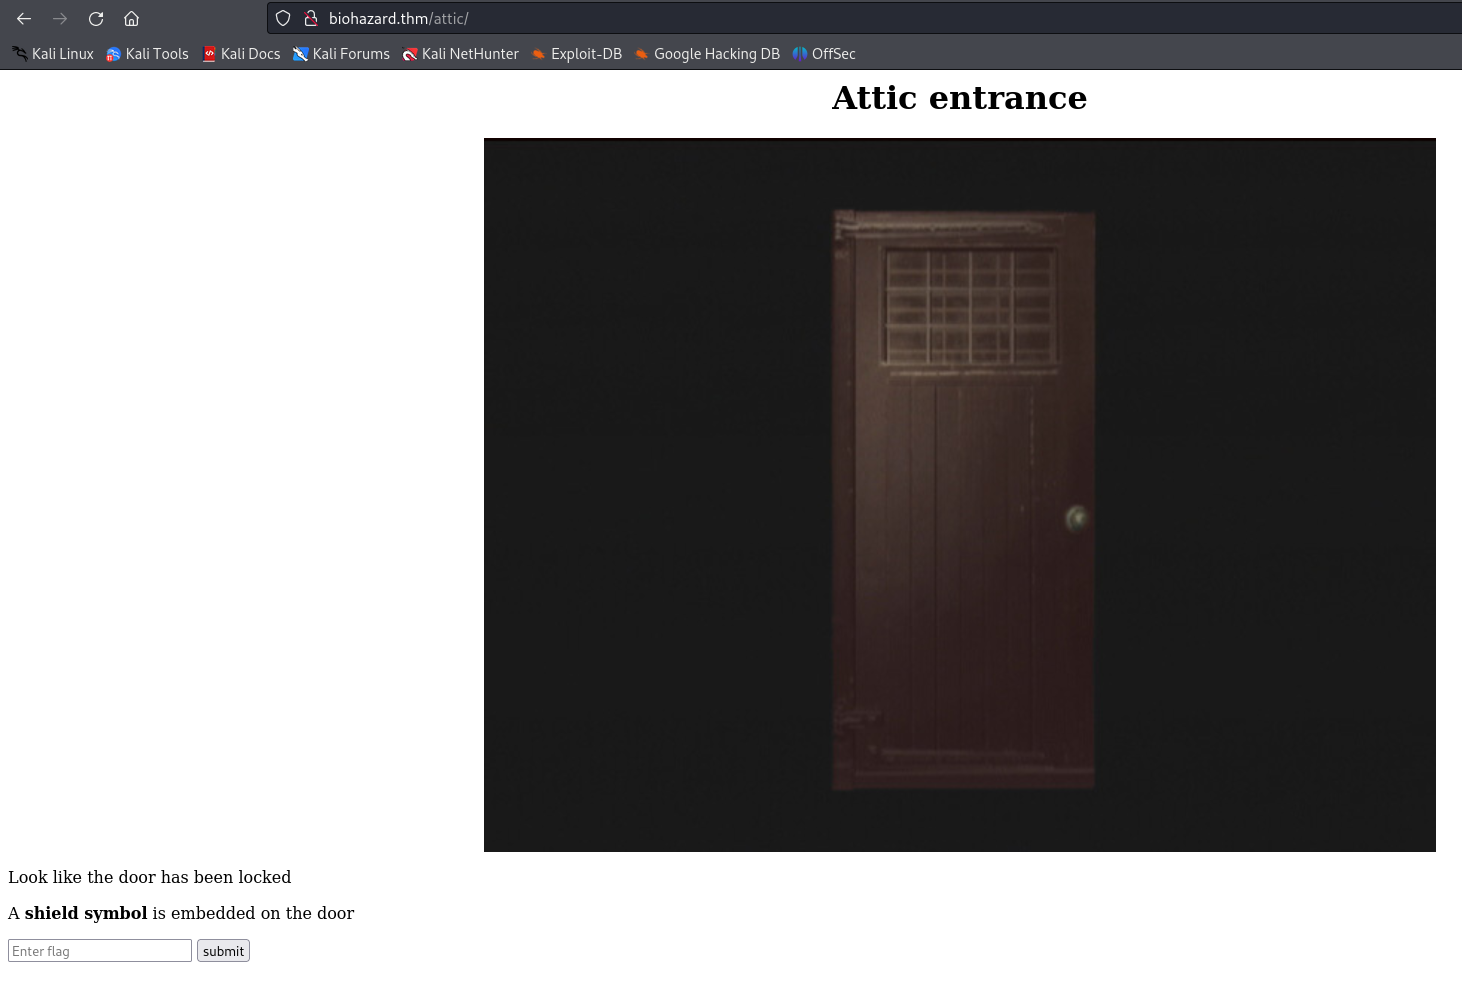 biohazard.thm/attic/
Kali Linux Kali Tools Kali Docs Kali Forums Kali NetHunter Exploit-DB Google Hacking DB OffSec
Attic entrance
Look like the door has been locked
A shield symbol is embedded on the door
Enter flag submit